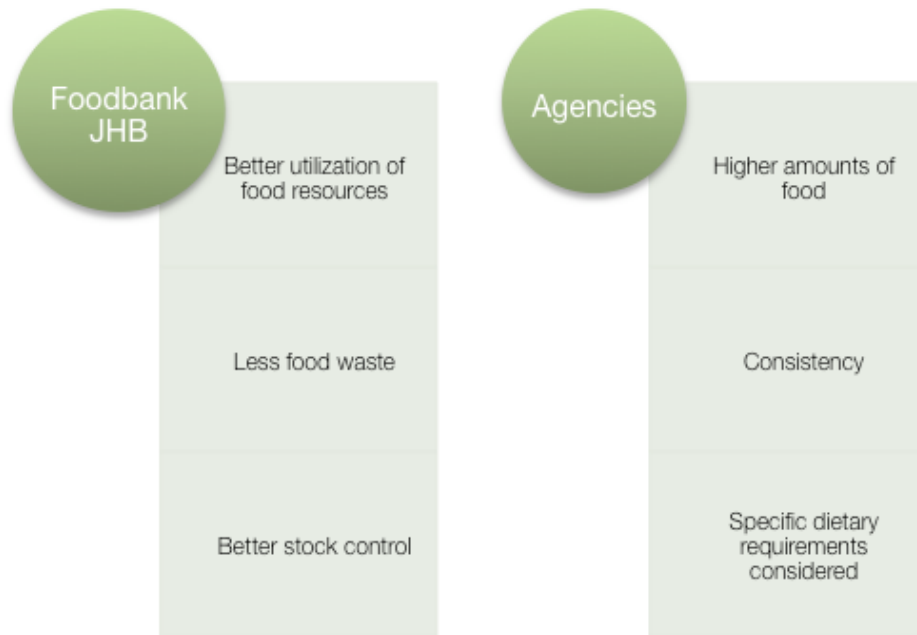 Foodbank
JHB
Better utilization of
food resources
Less food waste
Better stock control
Agencies
Higher amounts of
food
Consistency
Specific dietary
requirements
considered